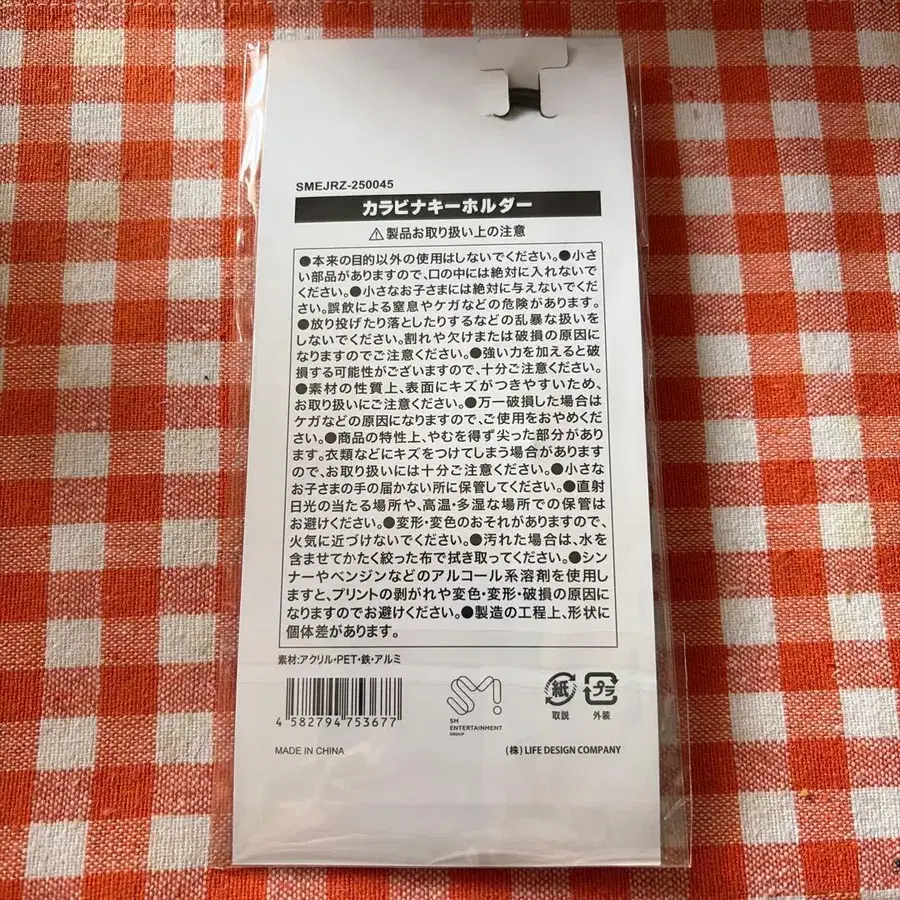 SMEJRZ-250045
カラビナキーホルダー
⚠製品お取り扱い上の注意
●本来の目的以外の使用はしないでください。●小さ
い部品がありますので、口の中には絶対に入れないで
ください。●小さなお子さまには絶対に与えないでくだ
さい。誤飲による窒息やケガなどの危険があります。
●放り投げたり落としたりするなどの乱暴な扱いを
しないでください。割れや欠けまたは破損の原因に
なりますのでご注意ください。●強い力を加えると破
損する可能性がございますので、十分ご注意ください。
●素材の性質上、表面にキズがつきやすいため、
お取り扱いにご注意ください。●万一破損した場合は
ケガなどの原因になりますので、ご使用をおやめくだ
さい。●商品の特性上、やむを得ず尖った部分があり
ます。衣類などにキズをつけてしまう場合があります
ので、お取り扱いには十分ご注意ください。●小さな
お子さまの手の届かない所に保管してください。●直射
日光の当たる場所や、高温・多湿な場所での保管は
お避けください。●変形・変色のおそれがありますので、
火気に近づけないでください。●汚れた場合は、水を
含ませてかたく絞った布で拭き取ってください。●シン
ナーやベンジンなどのアルコール系溶剤を使用し
ますと、プリントの剥がれや変色・変形・破損の原因に
なりますのでお避けください。●製造の工程上、形状に
個体差があります。
素材:アクリル・PET・鉄・アルミ
4 582794 753677
SM
SM
ENTERTAINMENT
GROUP
紙
取説
プラ
外装
MADE IN CHINA
(株) LIFE DESIGN COMPANY